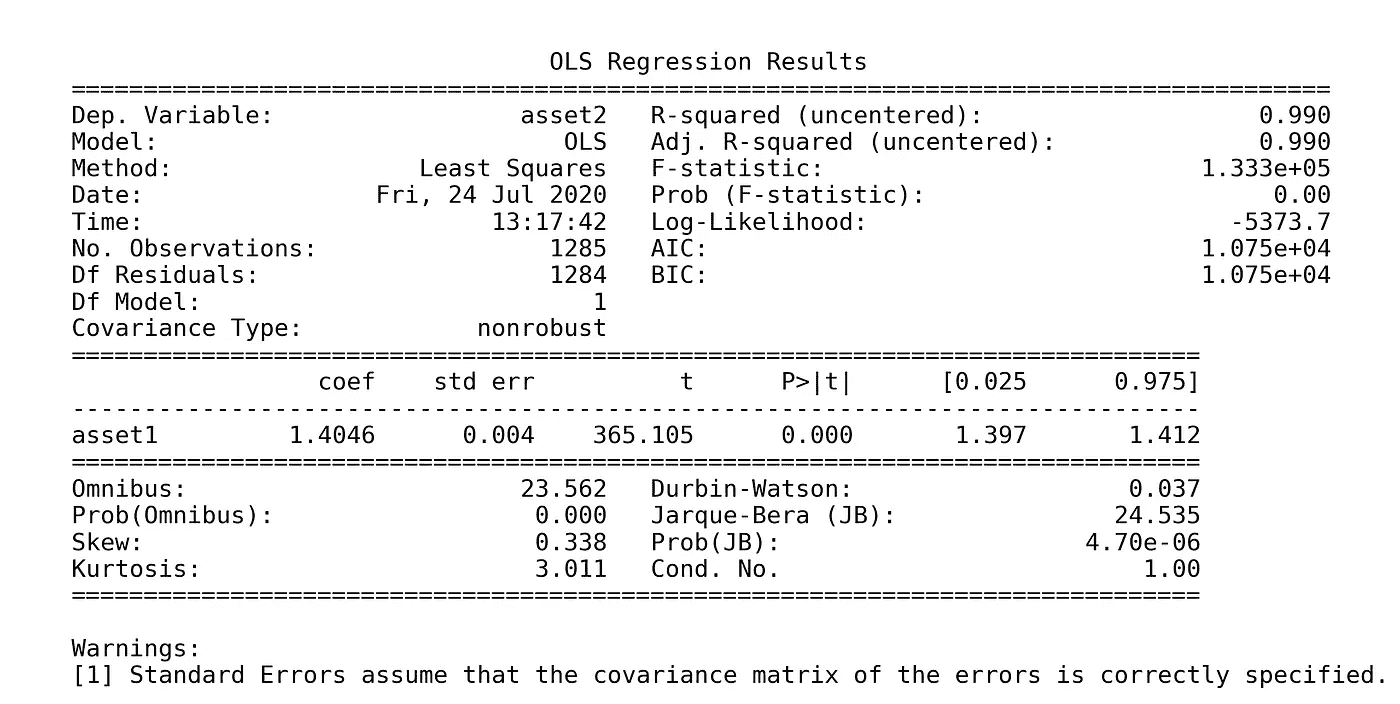 OLS Regression Results
==============================================================================
Dep. Variable: asset2 R-squared (uncentered): 0.990
Model: OLS Adj. R-squared (uncentered): 0.990
Method: Least Squares F-statistic: 1.333e+05
Date: Fri, 24 Jul 2020 Prob (F-statistic): 0.00
Time: 13:17:42 Log-Likelihood: -5373.7
No. Observations: 1285 AIC: 1.075e+04
Df Residuals: 1284 BIC: 1.075e+04
Df Model: 1
Covariance Type: nonrobust
==============================================================================
coef std err t P>|t| [0.025 0.975]
------------------------------------------------------------------------------
asset1 1.4046 0.004 365.105 0.000 1.397 1.412
==============================================================================
Omnibus: 23.562 Durbin-Watson: 0.037
Prob(Omnibus): 0.000 Jarque-Bera (JB): 24.535
Skew: 0.338 Prob(JB): 4.70e-06
Kurtosis: 3.011 Cond. No. 1.00
==============================================================================
Warnings:
[1] Standard Errors assume that the covariance matrix of the errors is correctly specified.